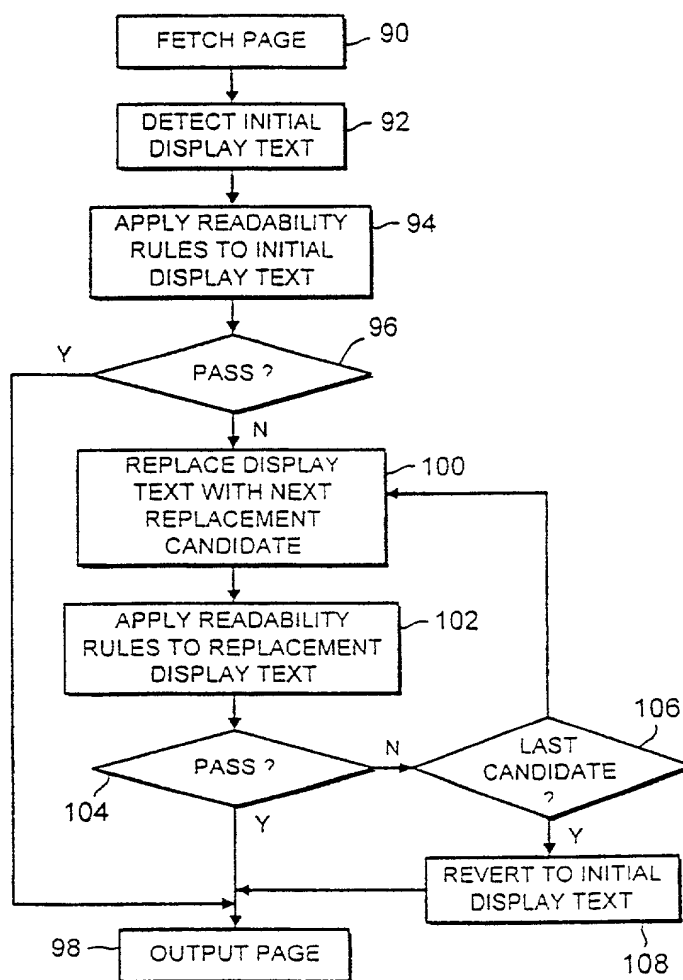 FETCH PAGE
90
DETECT INITIAL
DISPLAY TEXT
92
APPLY READABILITY
RULES TO INITIAL
DISPLAY TEXT
94
96
Y
PASS ?
N
REPLACE DISPLAY
TEXT WITH NEXT
REPLACEMENT
CANDIDATE
100
APPLY READABILITY
RULES TO REPLACEMENT
DISPLAY TEXT
102
PASS ?
104
N
LAST
CANDIDATE
?
106
Y
Y
REVERT TO INITIAL
DISPLAY TEXT
108
98
OUTPUT PAGE